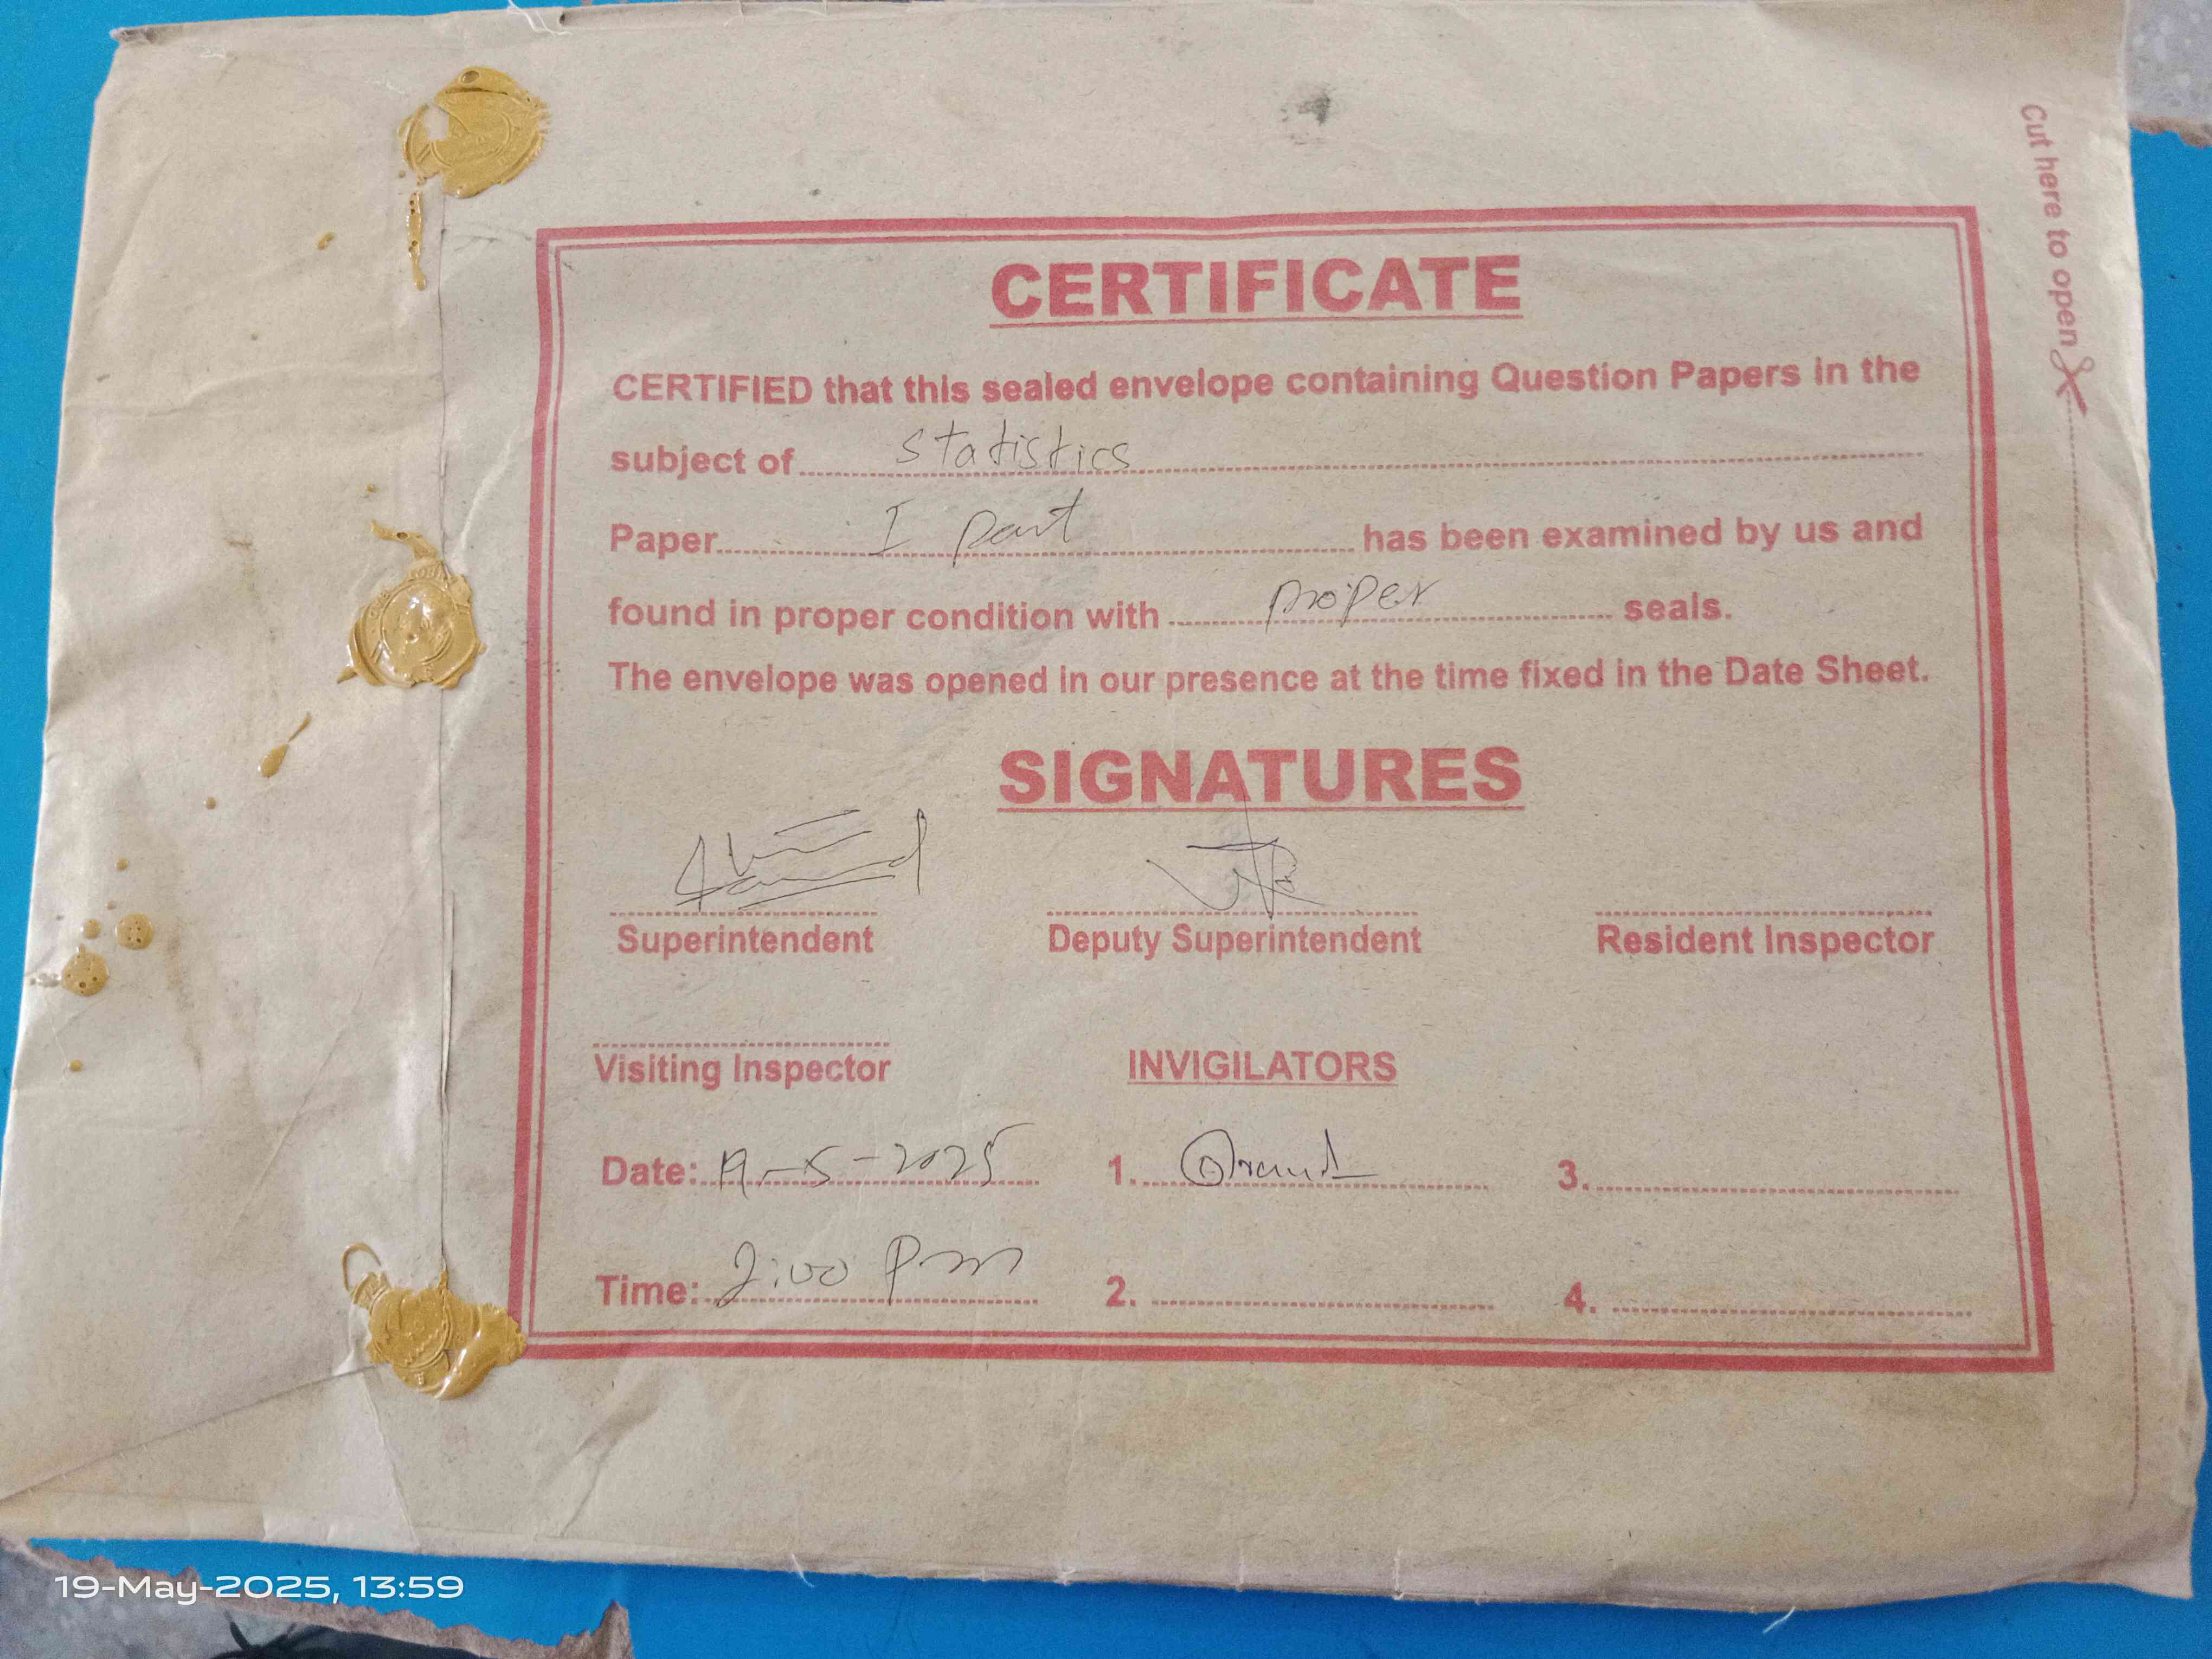 Cut here to open
CERTIFICATE
CERTIFIED that this sealed envelope containing Question Papers in the
subject of statistics
Paper I part has been examined by us and
found in proper condition with proper seals.
The envelope was opened in our presence at the time fixed in the Date Sheet.
SIGNATURES
Superintendent Deputy Superintendent Resident Inspector
Visiting Inspector INVIGILATORS
Date: 19-5-2025 1. 3.
Time: 2:00 Pm 2. 4.
19-May-2025, 13:59